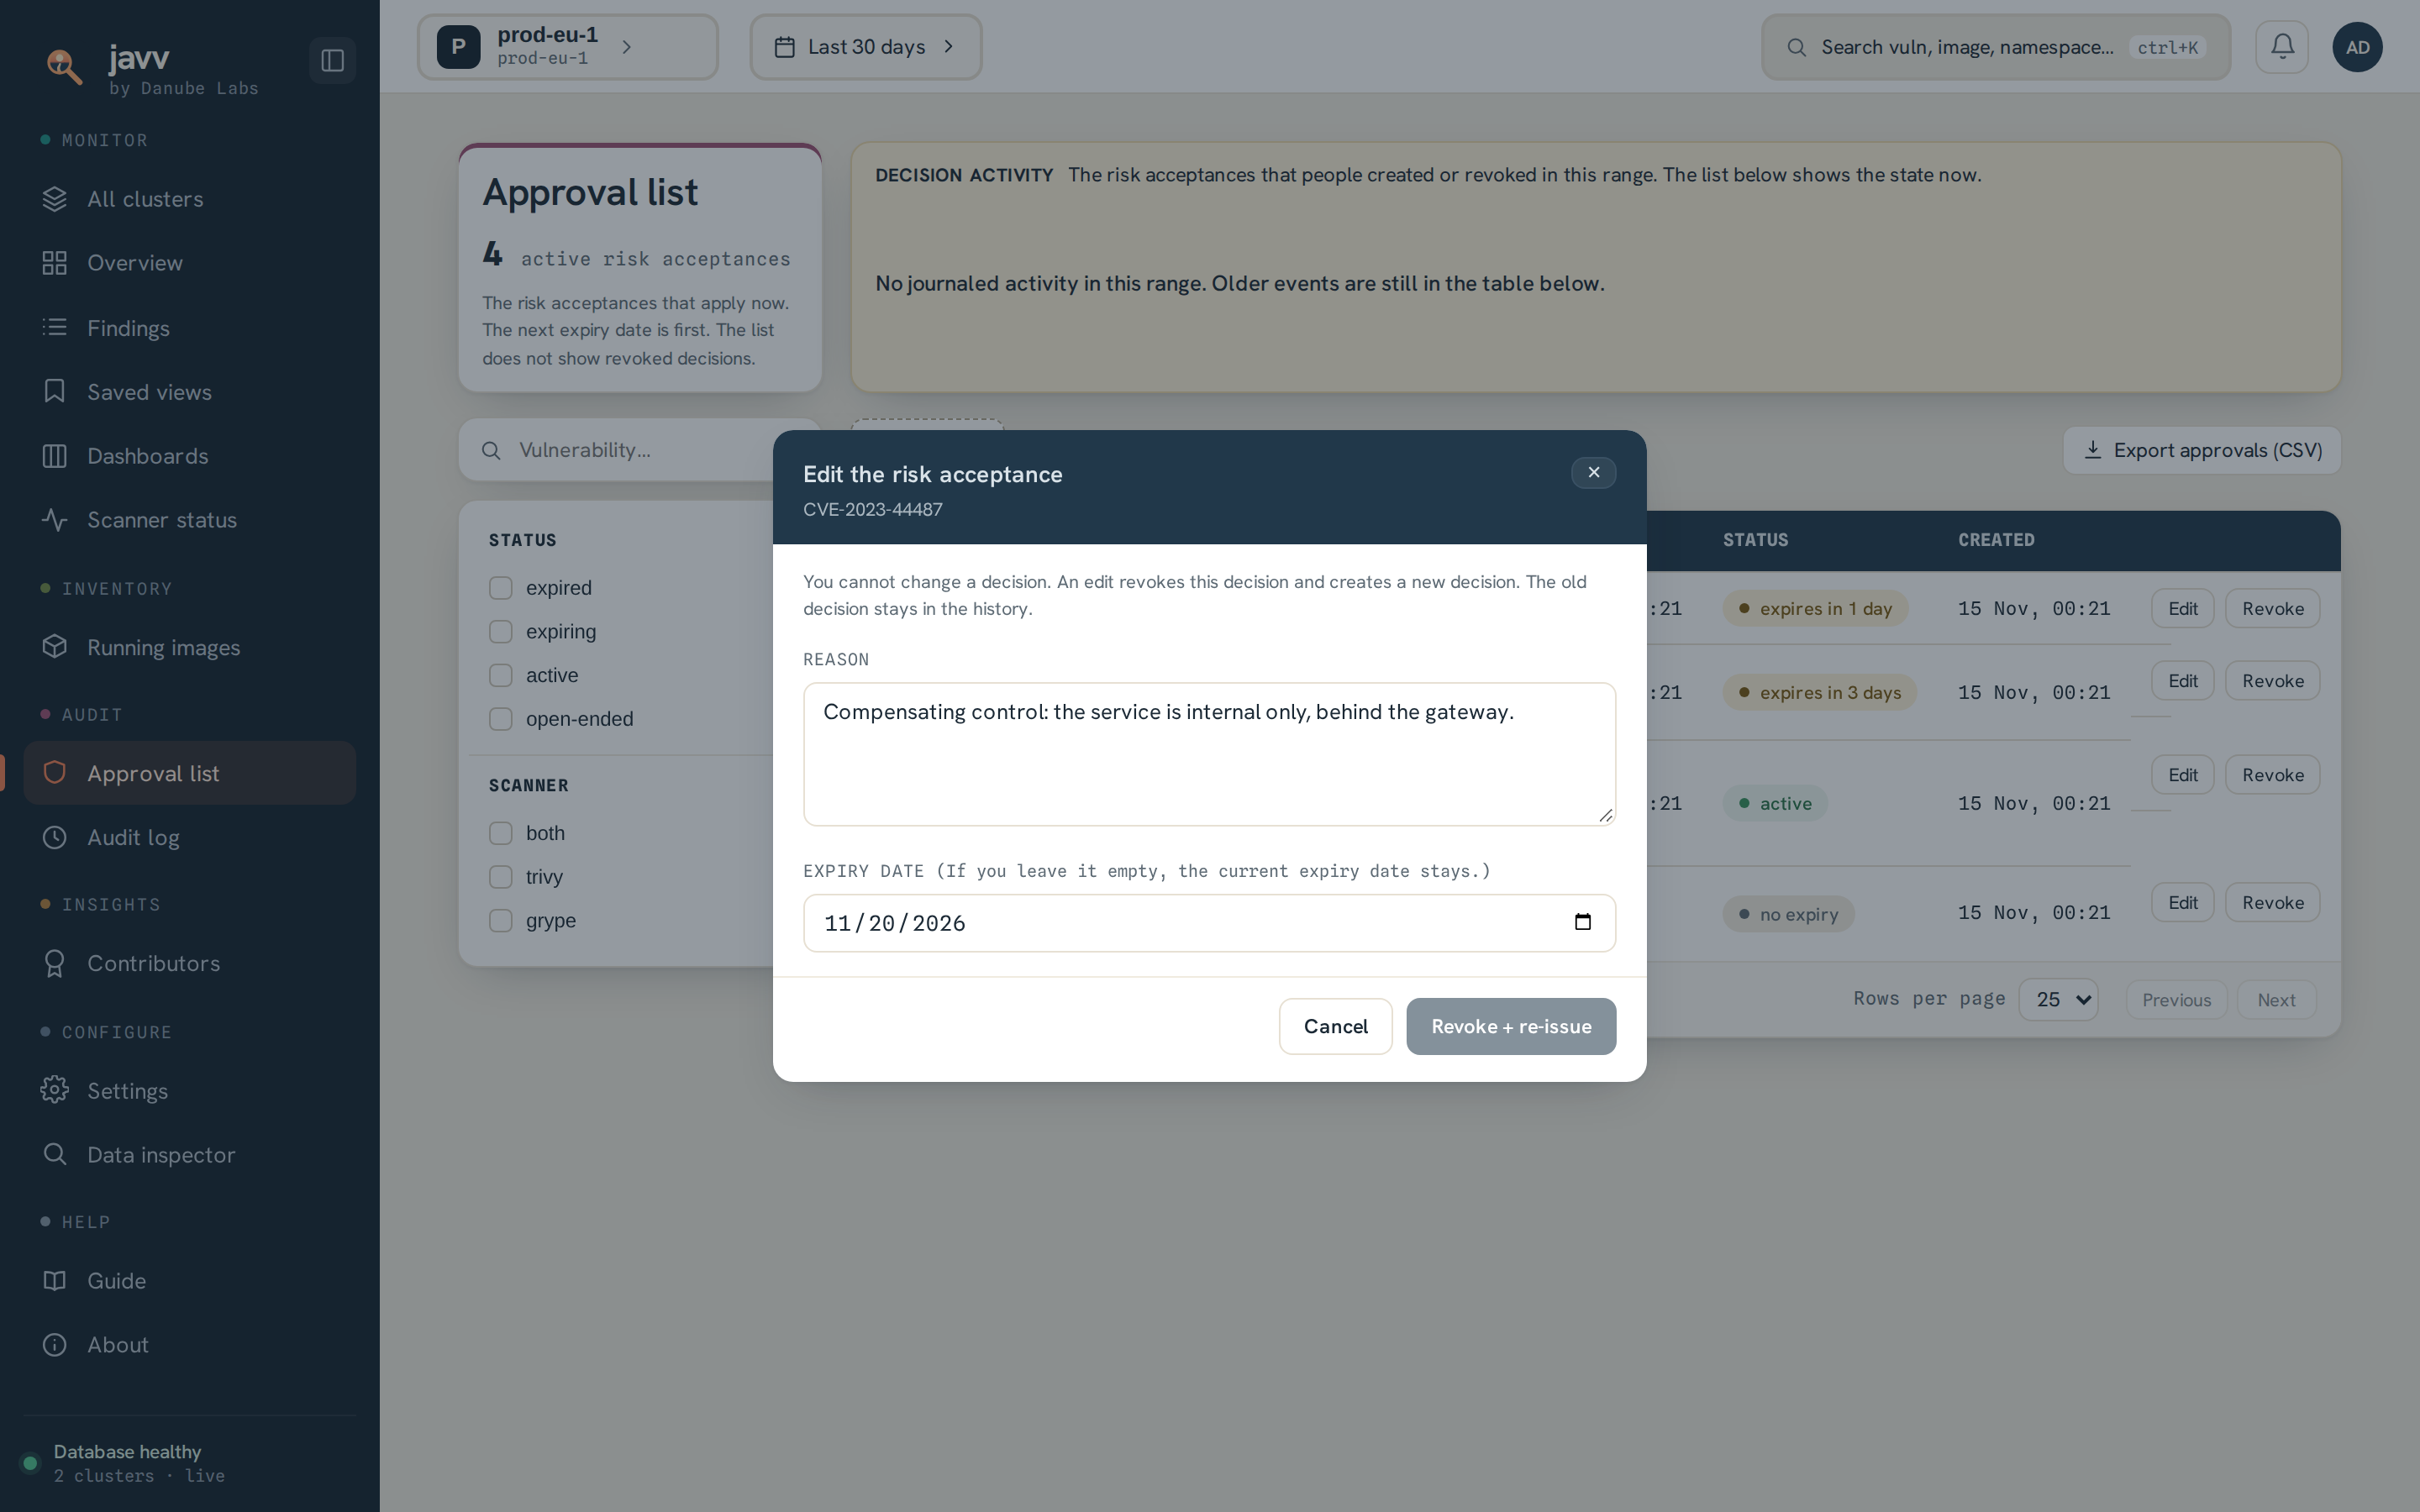 javv
by Danube Labs
MONITOR
All clusters
Overview
Findings
Saved views
Dashboards
Scanner status
INVENTORY
Running images
AUDIT
Approval list
Audit log
INSIGHTS
Contributors
CONFIGURE
Settings
Data inspector
HELP
Guide
About
Database healthy
2 clusters · live
P
prod-eu-1
prod-eu-1
Last 30 days
Search vuln, image, namespace... ctrl+K
AD
Approval list
4 active risk acceptances
The risk acceptances that apply now.
The next expiry date is first. The list
does not show revoked decisions.
DECISION ACTIVITY The risk acceptances that people created or revoked in this range. The list below shows the state now.
No journaled activity in this range. Older events are still in the table below.
Vulnerability...
Export approvals (CSV)
STATUS
expired
expiring
active
open-ended
SCANNER
both
trivy
grype
Edit the risk acceptance
CVE-2023-44487
You cannot change a decision. An edit revokes this decision and creates a new decision. The old
decision stays in the history.
REASON
Compensating control: the service is internal only, behind the gateway.
EXPIRY DATE (If you leave it empty, the current expiry date stays.)
11/20/2026
Cancel
Revoke + re-issue
STATUS CREATED
:21 expires in 1 day 15 Nov, 00:21 Edit Revoke
:21 expires in 3 days 15 Nov, 00:21 Edit Revoke
:21 active 15 Nov, 00:21 Edit Revoke
no expiry 15 Nov, 00:21 Edit Revoke
Rows per page 25 Previous Next